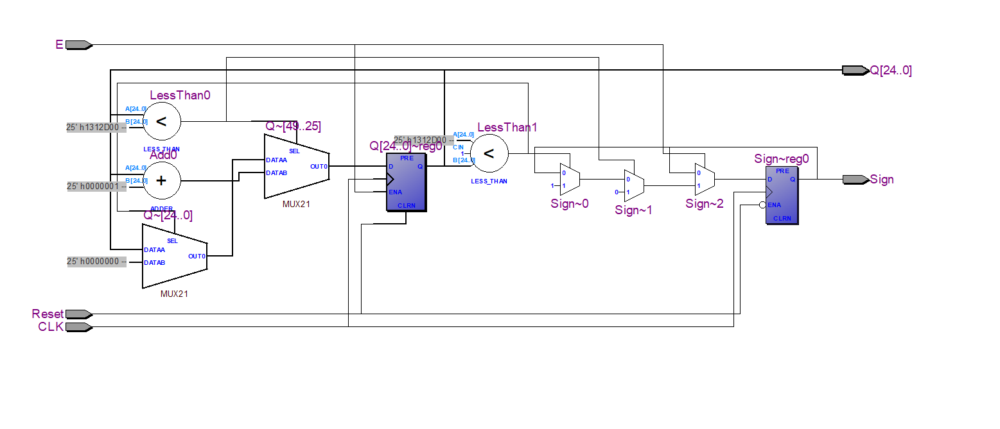 E
Q[24..0]
LessThan0
A[24..0]
B[24..0]
25' h1312D00 --
<
LESS_THAN
Add0
A[24..0]
B[24..0]
25' h0000001 --
+
ADDER
Q~[24..0]
SEL
DATAA
DATAB
OUT0
25' h0000000 --
MUX21
Q~[49..25]
SEL
DATAA
DATAB
OUT0
MUX21
Q[24..0]~reg0
PRE
D
Q
ENA
CLRN
LessThan1
25' h1312D00 --
A[24..0]
CIN
1
B[24..0]
<
LESS_THAN
0
1
1
Sign~0
0
0
1
Sign~1
0
1
Sign~2
Sign~reg0
PRE
D
Q
ENA
CLRN
Sign
Reset
CLK